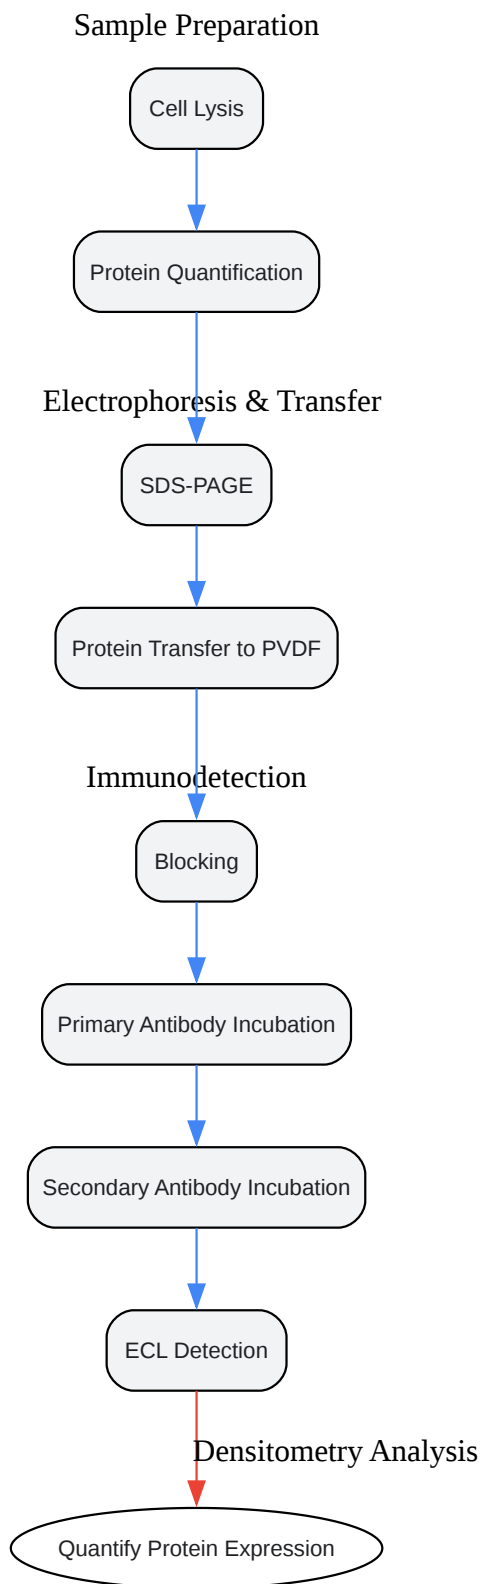 Sample Preparation
Cell Lysis
Protein Quantification
Electrophoresis & Transfer
SDS-PAGE
Protein Transfer to PVDF
Immunodetection
Blocking
Primary Antibody Incubation
Secondary Antibody Incubation
ECL Detection
Densitometry Analysis
Quantify Protein Expression